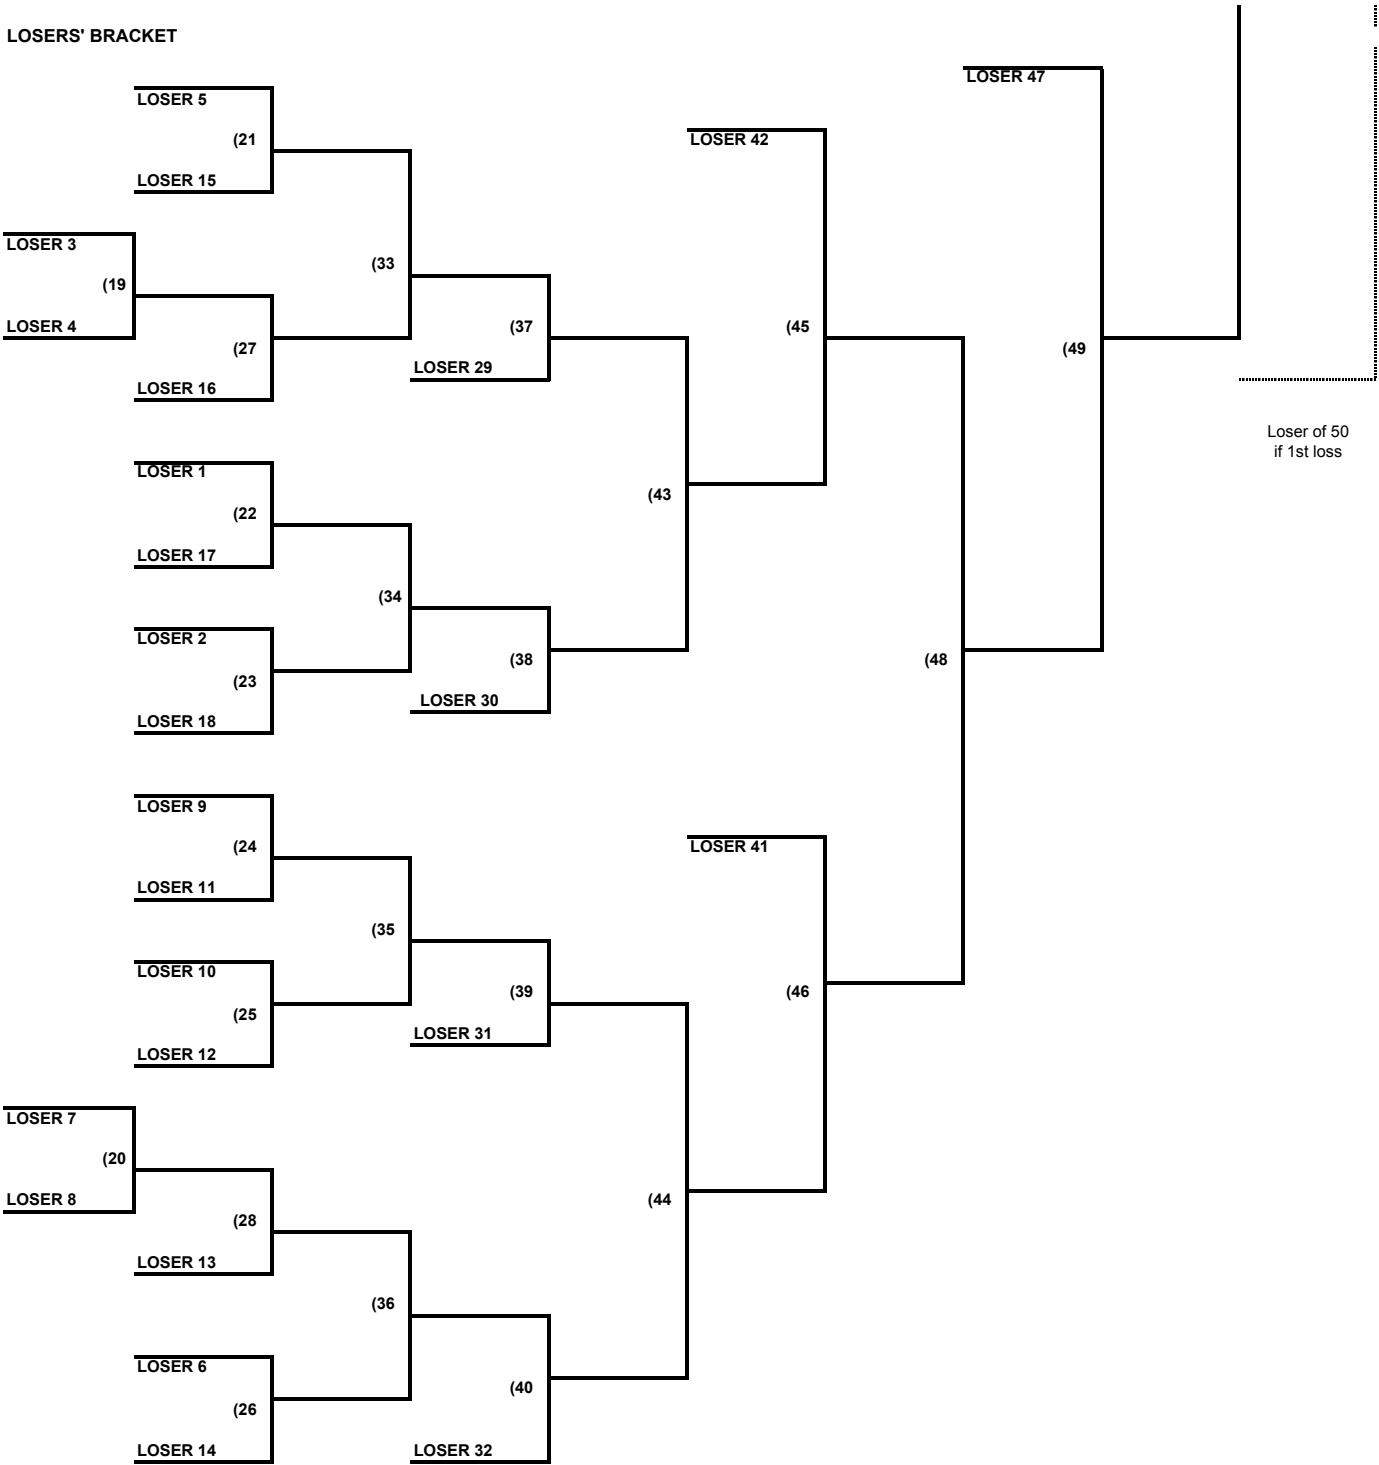 LOSERS' BRACKET
LOSER 47
LOSER 5
LOSER 42
(21
LOSER 15
LOSER 3
(33
(19
LOSER 4
(37
(45
(27
(49
LOSER 29
LOSER 16
Loser of 50
if 1st loss
LOSER 1
(43
(22
LOSER 17
(34
LOSER 2
(38
(48
(23
LOSER 30
LOSER 18
LOSER 9
(24
LOSER 41
LOSER 11
(35
LOSER 10
(39
(46
(25
LOSER 31
LOSER 12
LOSER 7
(20
LOSER 8
(44
(28
LOSER 13
(36
LOSER 6
(40
(26
LOSER 14
LOSER 32